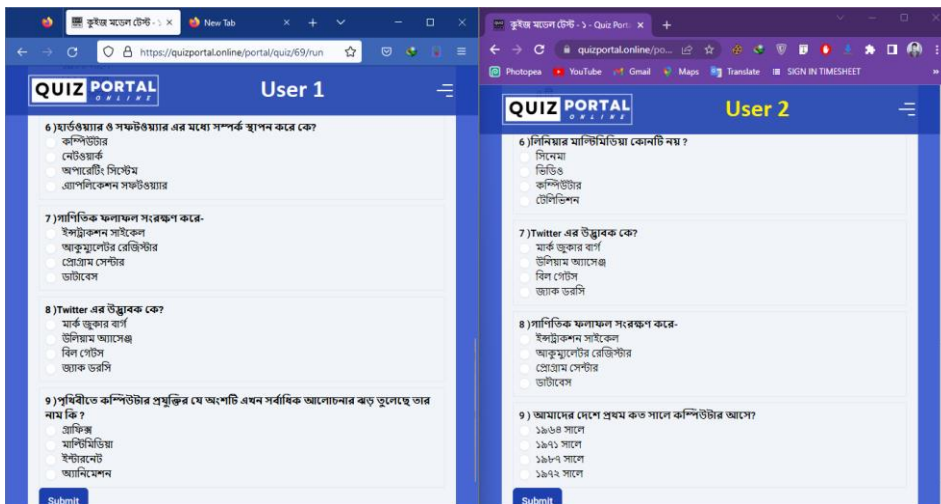 কুইজ মডেল টেস্ট - ১
New Tab
https://quizportal.online/portal/quiz/69/run
QUIZ PORTAL
ONLINE
User 1
6 )হার্ডওয়্যার ও সফটওয়্যার এর মধ্যে সম্পর্ক স্থাপন করে কে?
কম্পিউটার
নেটওয়ার্ক
অপারেটিং সিস্টেম
এ্যাপলিকেশন সফটওয়্যার
7 )গাণিতিক ফলাফল সংরক্ষণ করে-
ইন্সট্রাকশন সাইকেল
আকুম্যুলেটর রেজিস্টার
প্রোগ্রাম সেন্টার
ডাটাবেস
8 )Twitter এর উদ্ভাবক কে?
মার্ক জুকার বার্গ
উলিয়াম অ্যাসেঞ্জ
বিল গেটস
জ্যাক ডরসি
9 )পৃথিবীতে কম্পিউটার প্রযুক্তির যে অংশটি এখন সর্বাধিক আলোচনার ঝড় তুলেছে তার
নাম কি ?
গ্রাফিক্স
মাল্টিমিডিয়া
ইন্টারনেট
অ্যানিমেশন
Submit
কুইজ মডেল টেস্ট - ১ - Quiz Port
quizportal.online/po...
Photopea YouTube Gmail Maps Translate SIGN IN TIMESHEET
QUIZ PORTAL
ONLINE
User 2
6 )লিনিয়ার মাল্টিমিডিয়া কোনটি নয় ?
সিনেমা
ভিডিও
কম্পিউটার
টেলিভিশন
7 )Twitter এর উদ্ভাবক কে?
মার্ক জুকার বার্গ
উলিয়াম অ্যাসেঞ্জ
বিল গেটস
জ্যাক ডরসি
8 )গাণিতিক ফলাফল সংরক্ষণ করে-
ইন্সট্রাকশন সাইকেল
আকুম্যুলেটর রেজিস্টার
প্রোগ্রাম সেন্টার
ডাটাবেস
9 ) আমাদের দেশে প্রথম কত সালে কম্পিউটার আসে?
১৯৬৪ সালে
১৯৭১ সালে
১৯৮৭ সালে
১৯৭২ সালে
Submit